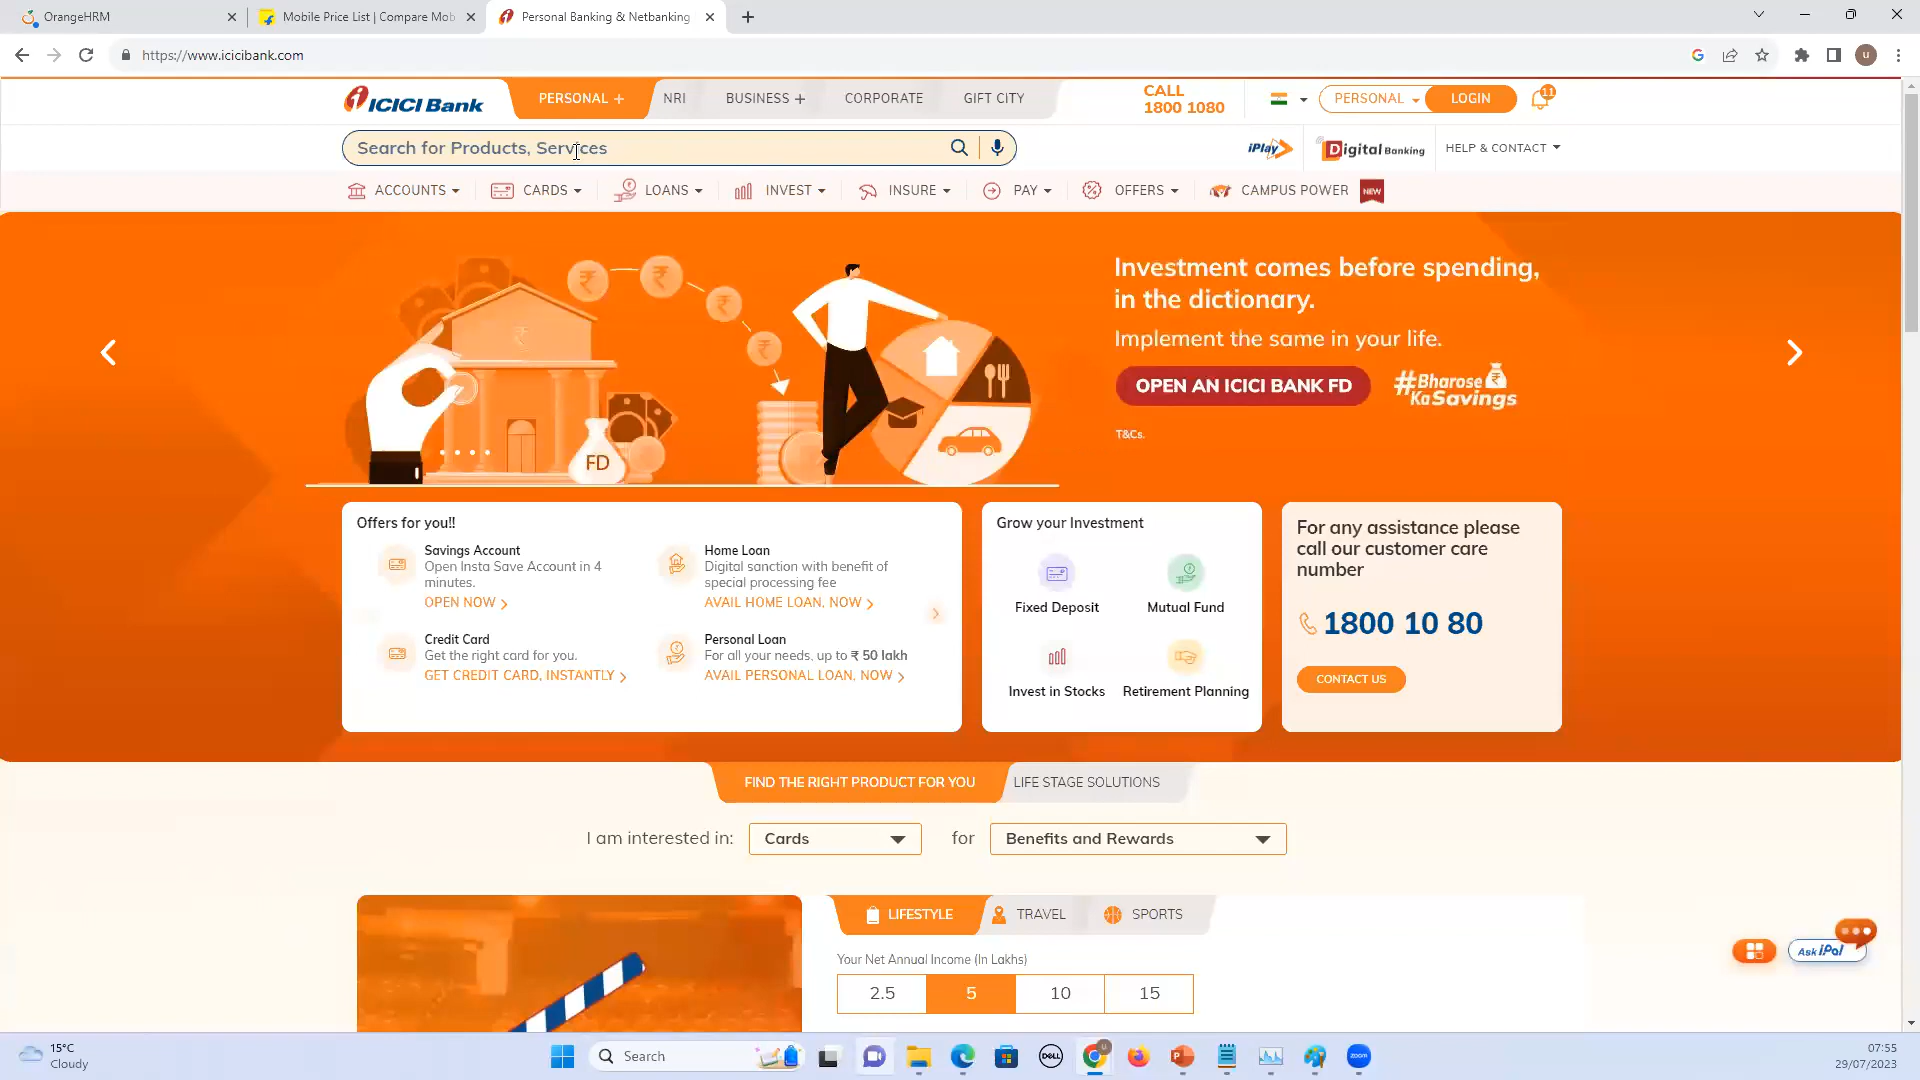 OrangeHRM
Mobile Price List | Compare Mob
Personal Banking & Netbanking
https://www.icicibank.com
u
ICICI Bank
PERSONAL +
NRI
BUSINESS +
CORPORATE
GIFT CITY
CALL
1800 1080
PERSONAL
LOGIN
11
Search for Products, Services
iPlay
Digital Banking
HELP & CONTACT
ACCOUNTS
CARDS
LOANS
INVEST
INSURE
PAY
OFFERS
CAMPUS POWER
NEW
Investment comes before spending,
in the dictionary.
Implement the same in your life.
OPEN AN ICICI BANK FD
#Bharose
Ka Savings
T&Cs.
FD
Offers for you!!
Savings Account
Open Insta Save Account in 4
minutes.
OPEN NOW
Home Loan
Digital sanction with benefit of
special processing fee
AVAIL HOME LOAN, NOW
Credit Card
Get the right card for you.
GET CREDIT CARD, INSTANTLY
Personal Loan
For all your needs, up to ₹ 50 lakh
AVAIL PERSONAL LOAN, NOW
Grow your Investment
Fixed Deposit
Mutual Fund
Invest in Stocks
Retirement Planning
For any assistance please
call our customer care
number
1800 10 80
CONTACT US
FIND THE RIGHT PRODUCT FOR YOU
LIFE STAGE SOLUTIONS
I am interested in:
Cards
for
Benefits and Rewards
LIFESTYLE
TRAVEL
SPORTS
Your Net Annual Income (In Lakhs)
2.5
5
10
15
Ask iPal
15°C
Cloudy
Search
DELL
u
zoom
07:55
29/07/2023